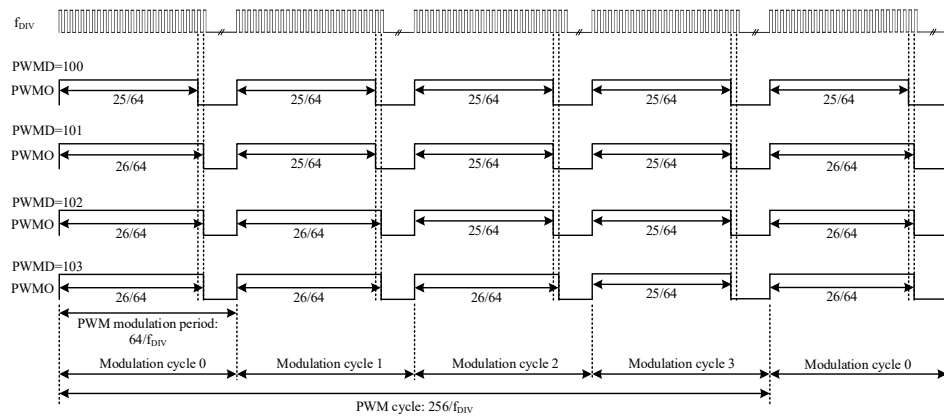 fDIV
PWMD=100
PWMO
25/64 25/64 25/64 25/64 25/64
PWMD=101
PWMO
26/64 25/64 25/64 25/64 26/64
PWMD=102
PWMO
26/64 26/64 25/64 25/64 26/64
PWMD=103
PWMO
26/64 26/64 26/64 25/64 26/64
PWM modulation period:
64/fDIV
Modulation cycle 0 Modulation cycle 1 Modulation cycle 2 Modulation cycle 3 Modulation cycle 0
PWM cycle: 256/fDIV